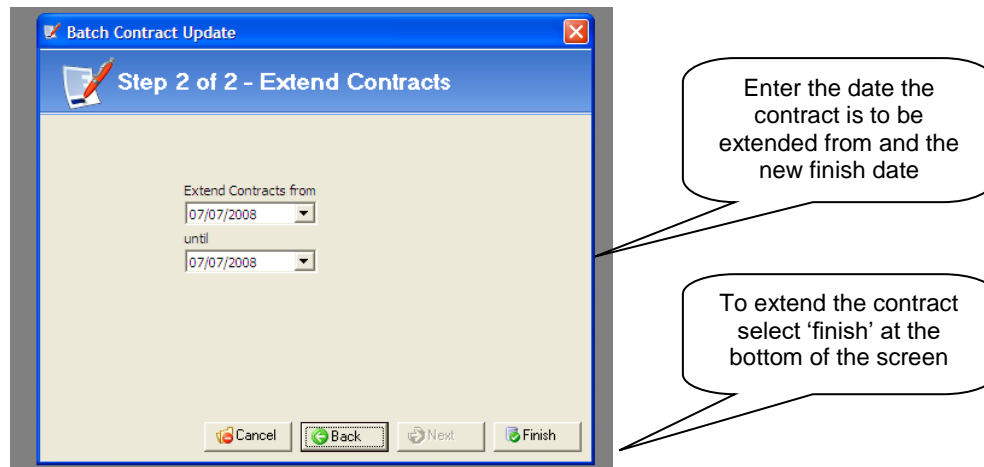 Batch Contract Update
Step 2 of 2 - Extend Contracts
Extend Contracts from
07/07/2008
until
07/07/2008
Cancel
Back
Next
Finish
Enter the date the
contract is to be
extended from and the
new finish date
To extend the contract
select ‘finish’ at the
bottom of the screen